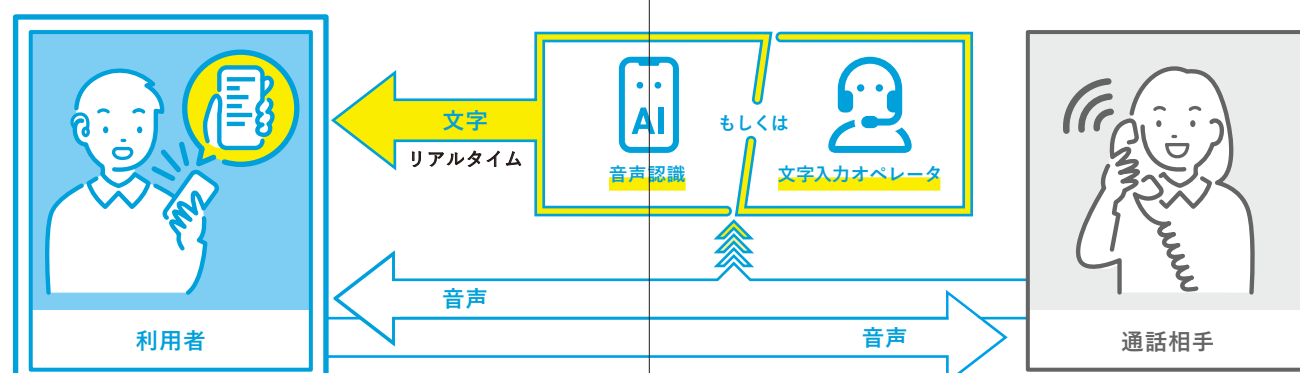 文字
リアルタイム
AI
音声認識
もしくは
文字入力オペレータ
音声
音声
利用者
通話相手